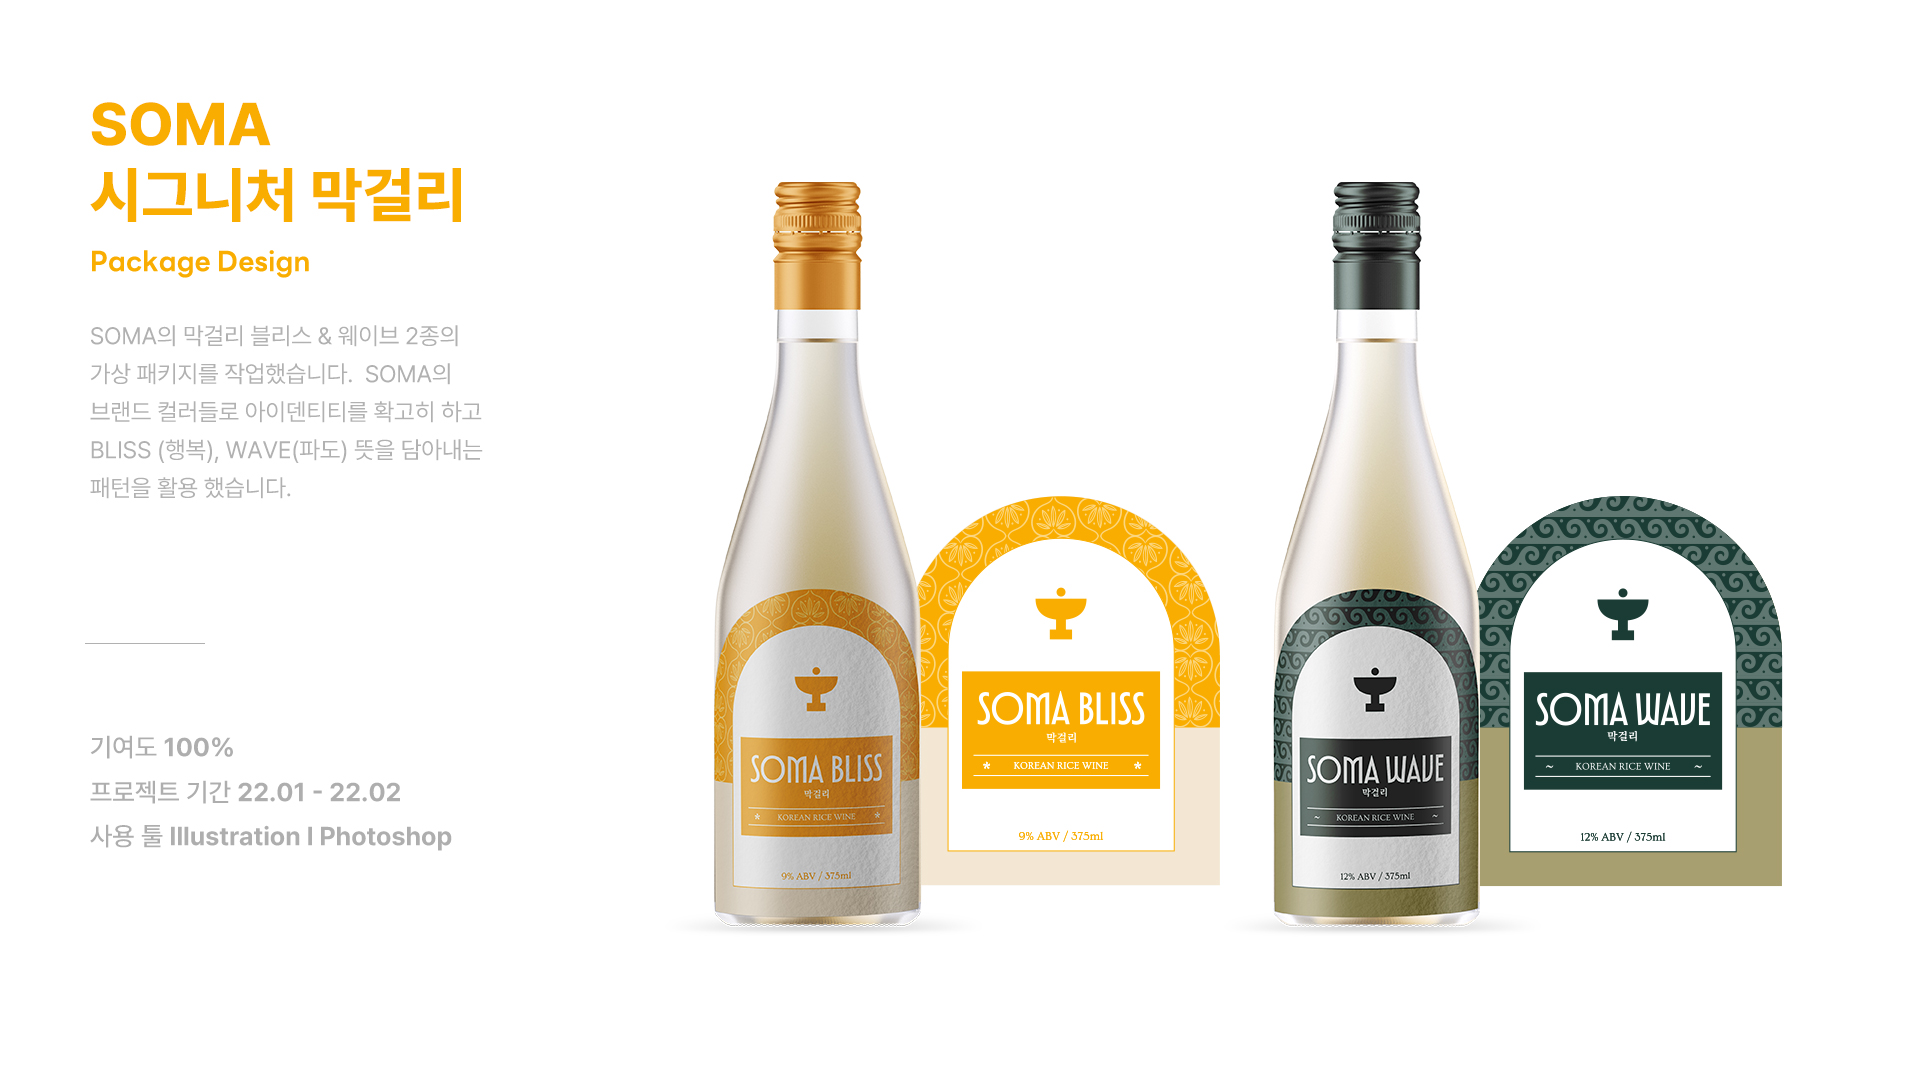 SOMA
시그니처 막걸리
Package Design
SOMA의 막걸리 블리스 & 웨이브 2종의
가상 패키지를 작업했습니다. SOMA의
브랜드 컬러들로 아이덴티티를 확고히 하고
BLISS (행복), WAVE(파도) 뜻을 담아내는
패턴을 활용 했습니다.
기여도 100%
프로젝트 기간 22.01 - 22.02
사용 툴 Illustration I Photoshop
SOMA BLISS
막걸리
* KOREAN RICE WINE *
9% ABV / 375ml
SOMA BLISS
막걸리
* KOREAN RICE WINE *
9% ABV / 375ml
SOMA WAVE
막걸리
~ KOREAN RICE WINE ~
12% ABV / 375ml
SOMA WAVE
막걸리
~ KOREAN RICE WINE ~
12% ABV / 375ml